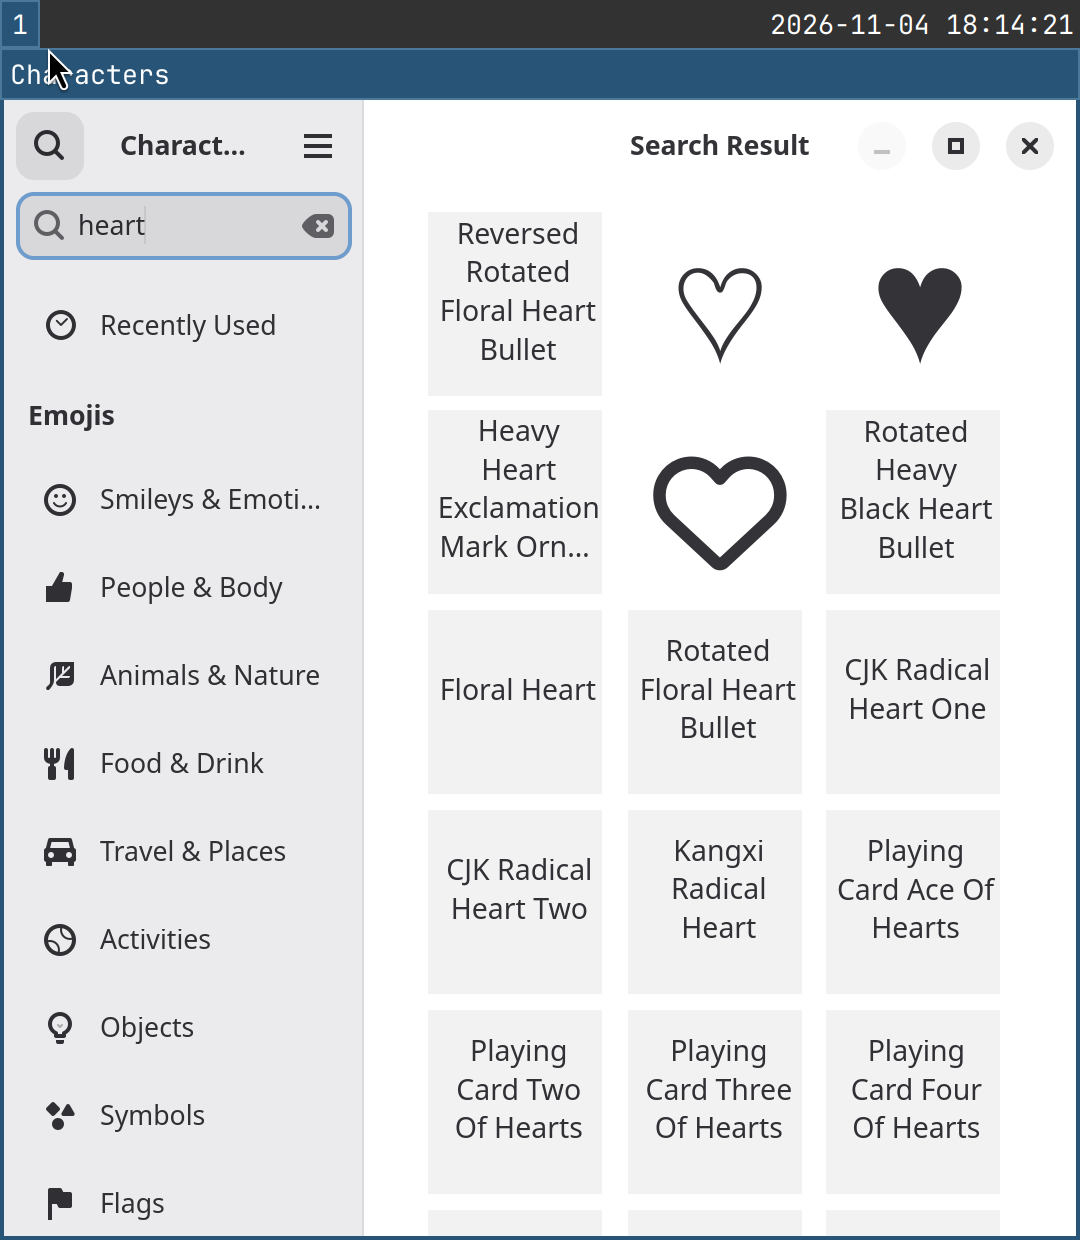 1
2026-11-04 18:14:21
Characters
Charact...
heart
Recently Used
Emojis
Smileys & Emoti...
People & Body
Animals & Nature
Food & Drink
Travel & Places
Activities
Objects
Symbols
Flags
Search Result
Reversed
Rotated
Floral Heart
Bullet
Heavy
Heart
Exclamation
Mark Orn...
Rotated
Heavy
Black Heart
Bullet
Floral Heart
Rotated
Floral Heart
Bullet
CJK Radical
Heart One
CJK Radical
Heart Two
Kangxi
Radical
Heart
Playing
Card Ace Of
Hearts
Playing
Card Two
Of Hearts
Playing
Card Three
Of Hearts
Playing
Card Four
Of Hearts